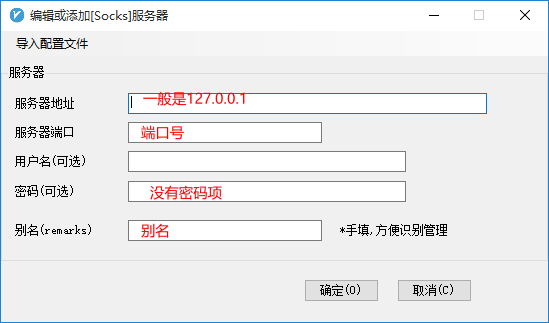 编辑或添加[Socks]服务器
导入配置文件
服务器
服务器地址 一般是127.0.0.1
服务器端口 端口号
用户名(可选)
密码(可选) 没有密码项
别名(remarks) 别名 *手填,方便识别管理
确定(O) 取消(C)